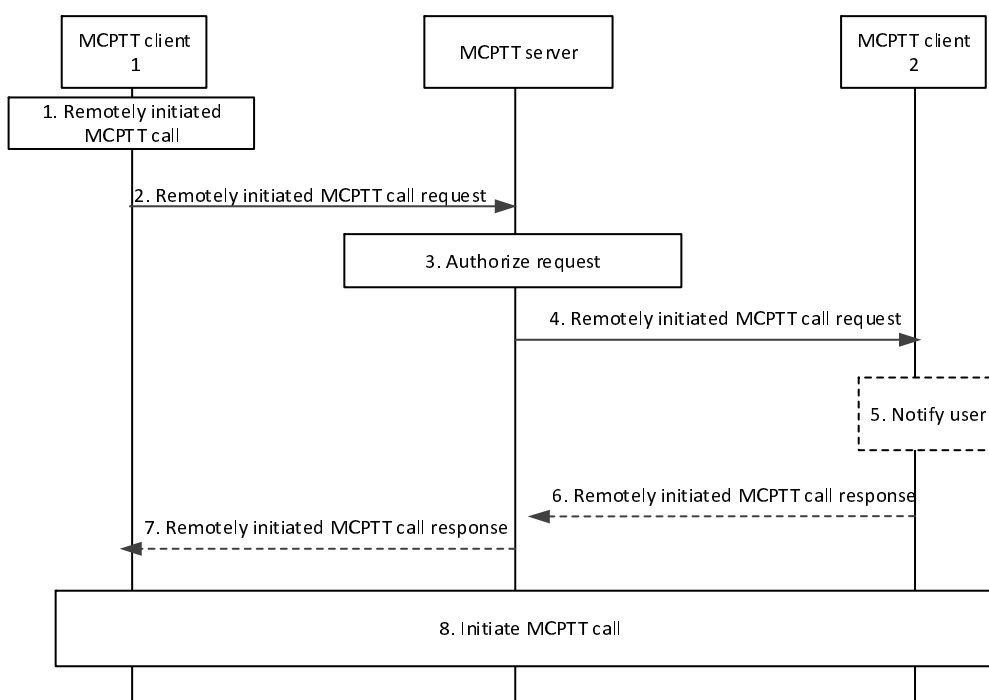 MCPTT client
1
MCPTT server
MCPTT client
2
1. Remotely initiated
MCPTT call
2. Remotely initiated MCPTT call request
3. Authorize request
4. Remotely initiated MCPTT call request
5. Notify user
6. Remotely initiated MCPTT call response
7. Remotely initiated MCPTT call response
8. Initiate MCPTT call